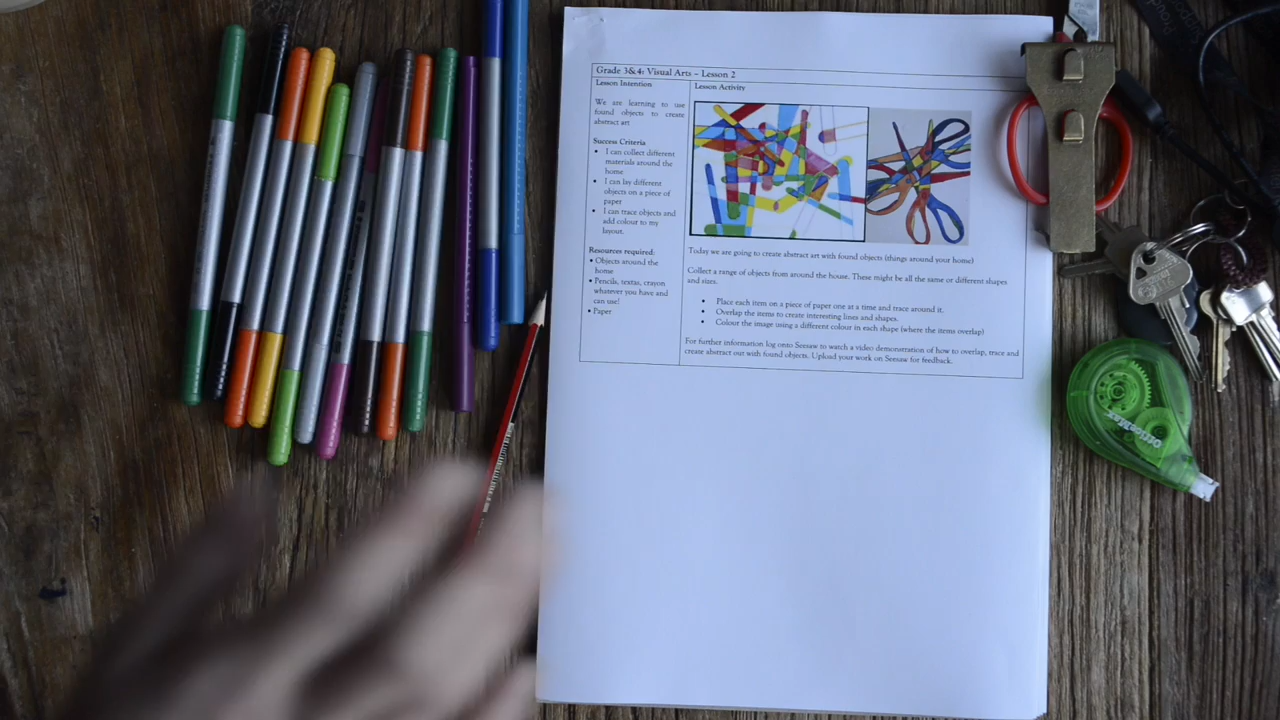 Grade 3&4: Visual Arts – Lesson 2
Lesson Intention
We are learning to use
found objects to create
abstract art
Success Criteria
• I can collect different
materials around the
home
• I can lay different
objects on a piece of
paper
• I can trace objects and
add colour to my
layout.
Resources required:
• Objects around the
home
• Pencils, textas, crayon
whatever you have and
can use!
• Paper
Lesson Activity
Today we are going to create abstract art with found objects (things around your home)
Collect a range of objects from around the house. These might be all the same or different shapes
and sizes.
• Place each item on a piece of paper one at a time and trace around it.
• Overlap the items to create interesting lines and shapes.
• Colour the image using a different colour in each shape (where the items overlap)
For further information log onto Seesaw to watch a video demonstration of how to overlap, trace and
create abstract out with found objects. Upload your work on Seesaw for feedback.
OfficeMax